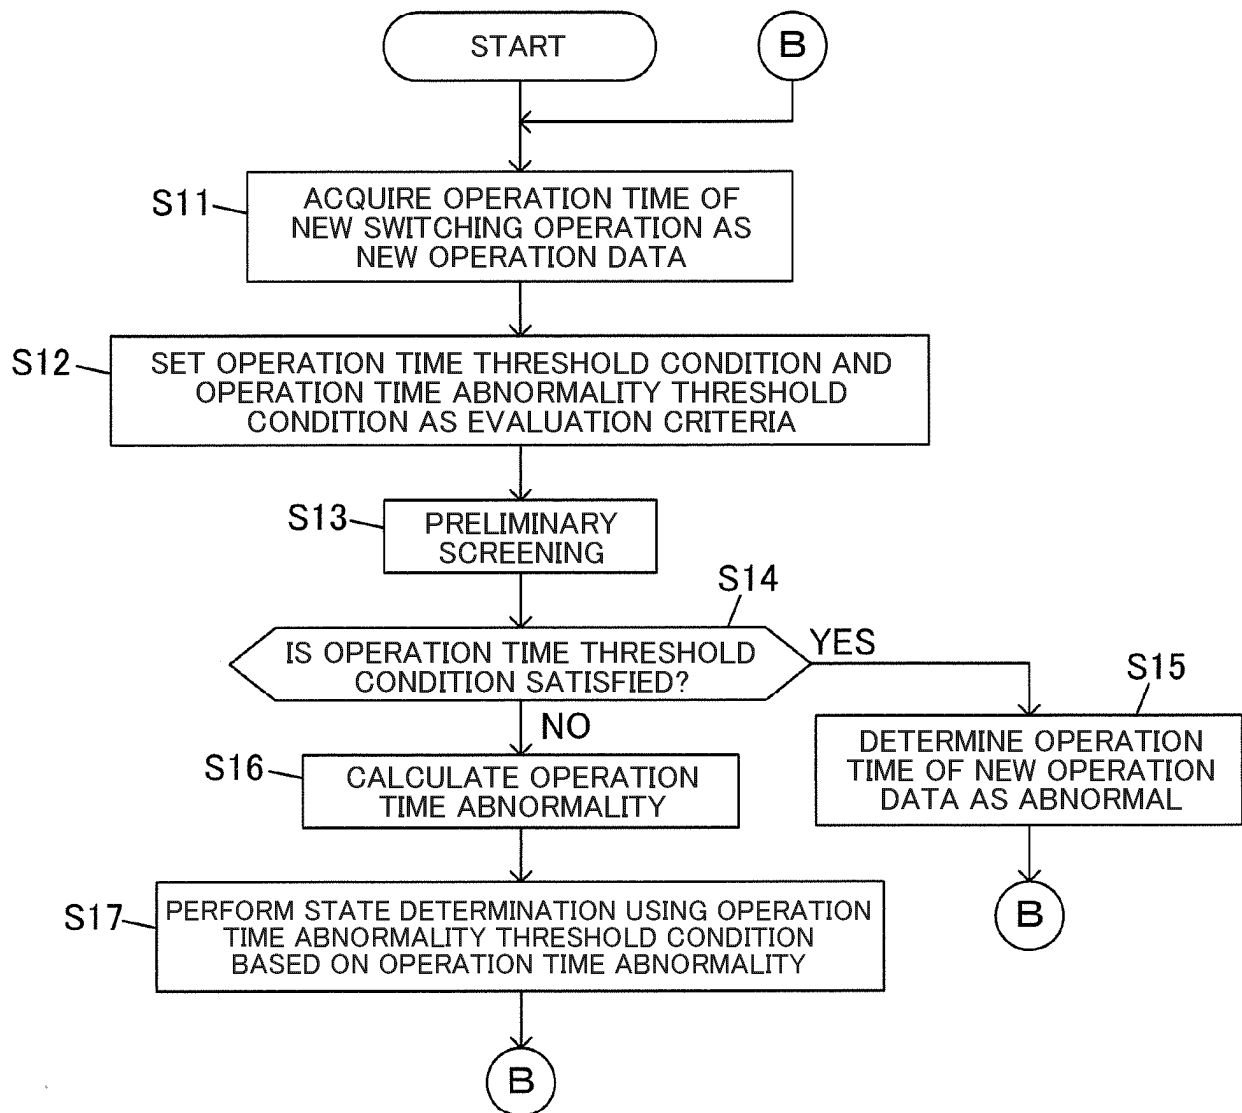 START
B
S11
ACQUIRE OPERATION TIME OF
NEW SWITCHING OPERATION AS
NEW OPERATION DATA
S12
SET OPERATION TIME THRESHOLD CONDITION AND
OPERATION TIME ABNORMALITY THRESHOLD
CONDITION AS EVALUATION CRITERIA
S13
PRELIMINARY
SCREENING
S14
IS OPERATION TIME THRESHOLD
CONDITION SATISFIED?
YES
NO
S15
DETERMINE OPERATION
TIME OF NEW OPERATION
DATA AS ABNORMAL
B
S16
CALCULATE OPERATION
TIME ABNORMALITY
S17
PERFORM STATE DETERMINATION USING OPERATION
TIME ABNORMALITY THRESHOLD CONDITION
BASED ON OPERATION TIME ABNORMALITY
B